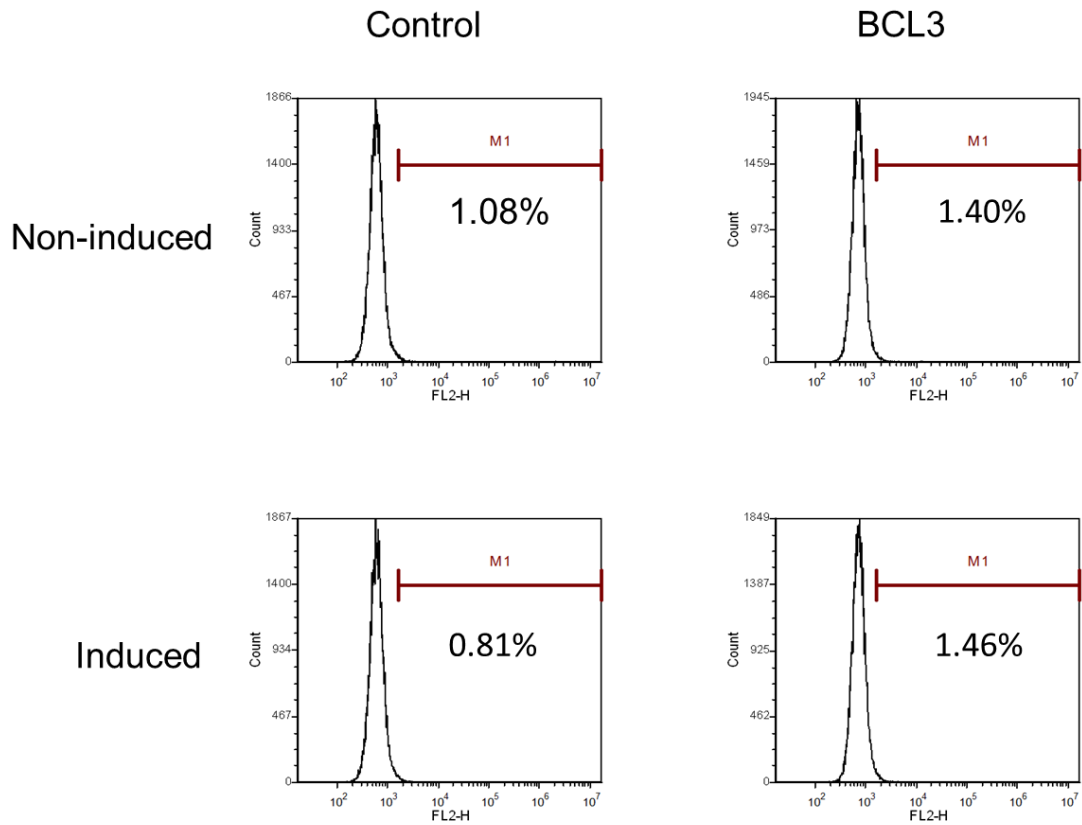 Control
BCL3
Non-induced
1866
1400
933
467
0
Count
M1
1.08%
10² 10³ 10⁴ 10⁵ 10⁶ 10⁷
FL2-H
1945
1459
973
486
0
Count
M1
1.40%
10² 10³ 10⁴ 10⁵ 10⁶ 10⁷
FL2-H
Induced
1867
1400
934
467
0
Count
M1
0.81%
10² 10³ 10⁴ 10⁵ 10⁶ 10⁷
FL2-H
1849
1387
925
462
0
Count
M1
1.46%
10² 10³ 10⁴ 10⁵ 10⁶ 10⁷
FL2-H